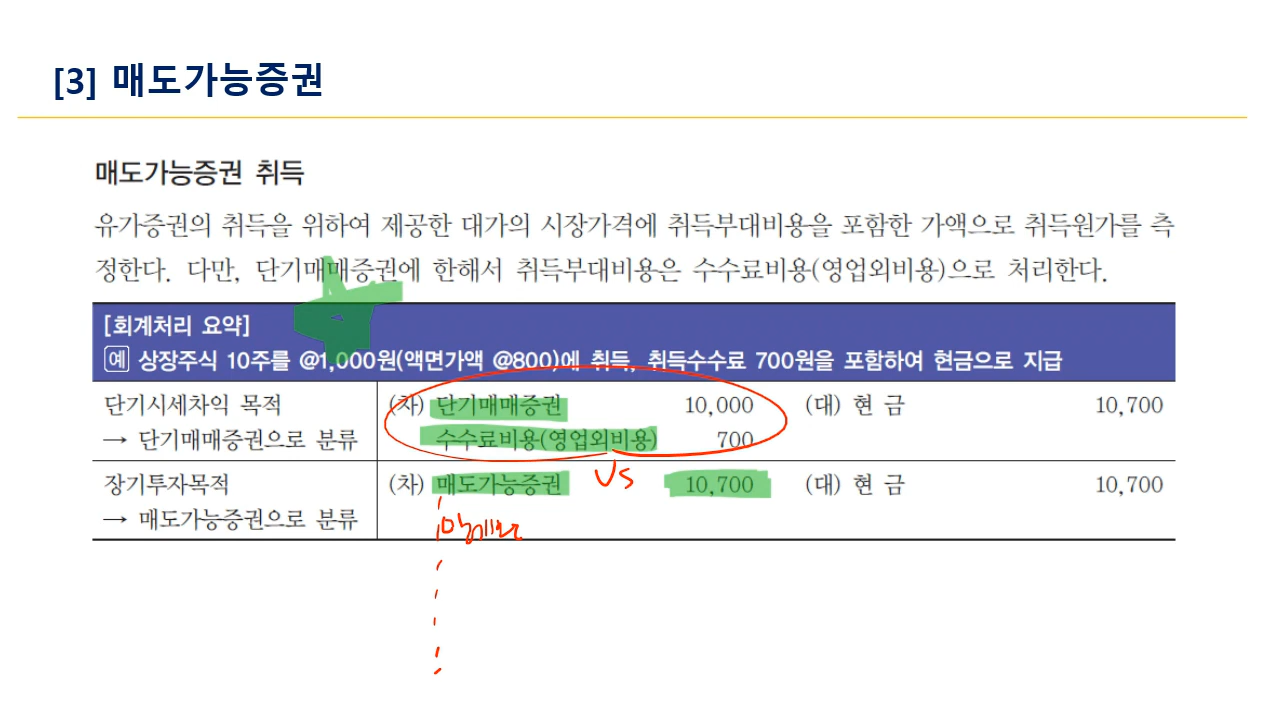 [3] 매도가능증권
매도가능증권 취득
유가증권의 취득을 위하여 제공한 대가의 시장가격에 취득부대비용을 포함한 가액으로 취득원가를 측
정한다. 다만, 단기매매증권에 한해서 취득부대비용은 수수료비용(영업외비용)으로 처리한다.
[회계처리 요약]
예 상장주식 10주를 @1,000원(액면가액 @800)에 취득, 취득수수료 700원을 포함하여 현금으로 지급
단기시세차익 목적 (차) 단기매매증권 10,000 (대) 현 금 10,700
→ 단기매매증권으로 분류 수수료비용(영업외비용) 700
VS
장기투자목적 (차) 매도가능증권 10,700 (대) 현 금 10,700
→ 매도가능증권으로 분류